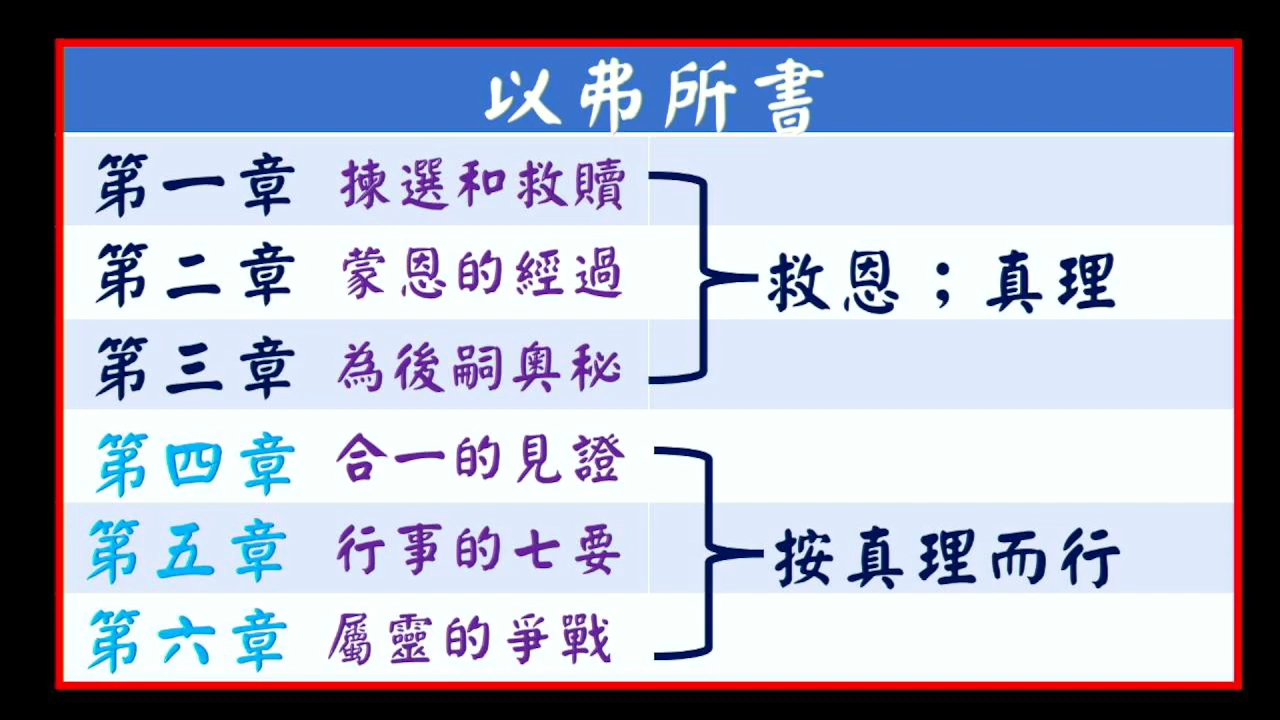 以弗所書
第一章 揀選和救贖
第二章 蒙恩的經過
救恩；真理
第三章 為後嗣奧秘
第四章 合一的見證
第五章 行事的七要
按真理而行
第六章 屬靈的爭戰